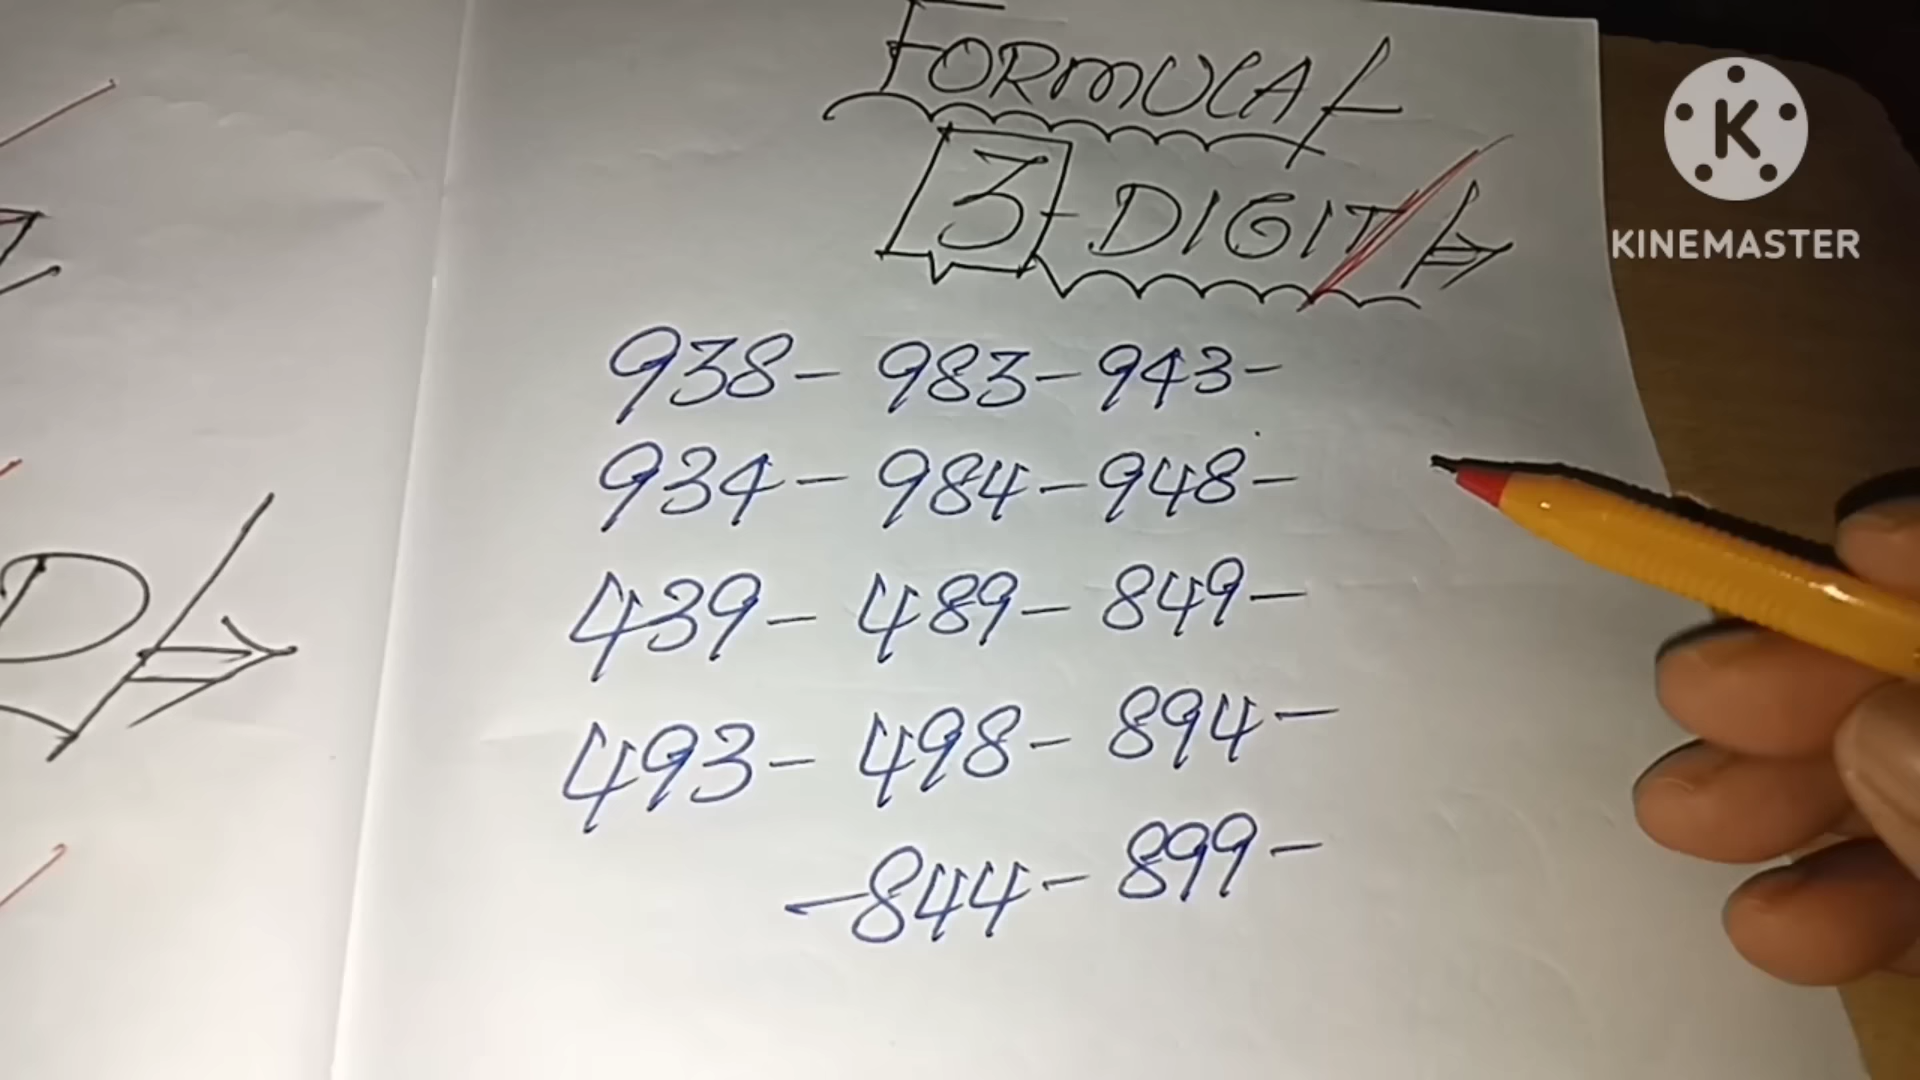 FORMULA
3-DIGIT
K
KINEMASTER
938- 983- 943-
934- 984- 948-
439- 489- 849-
D
493- 498- 894-
-844- 899-